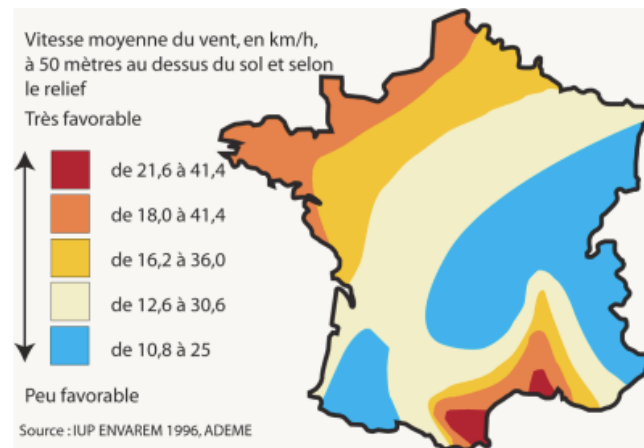 Vitesse moyenne du vent, en km/h,
à 50 mètres au dessus du sol et selon
le relief
Très favorable
de 21,6 à 41,4
de 18,0 à 41,4
de 16,2 à 36,0
de 12,6 à 30,6
de 10,8 à 25
Peu favorable
Source : IUP ENVAREM 1996, ADEME